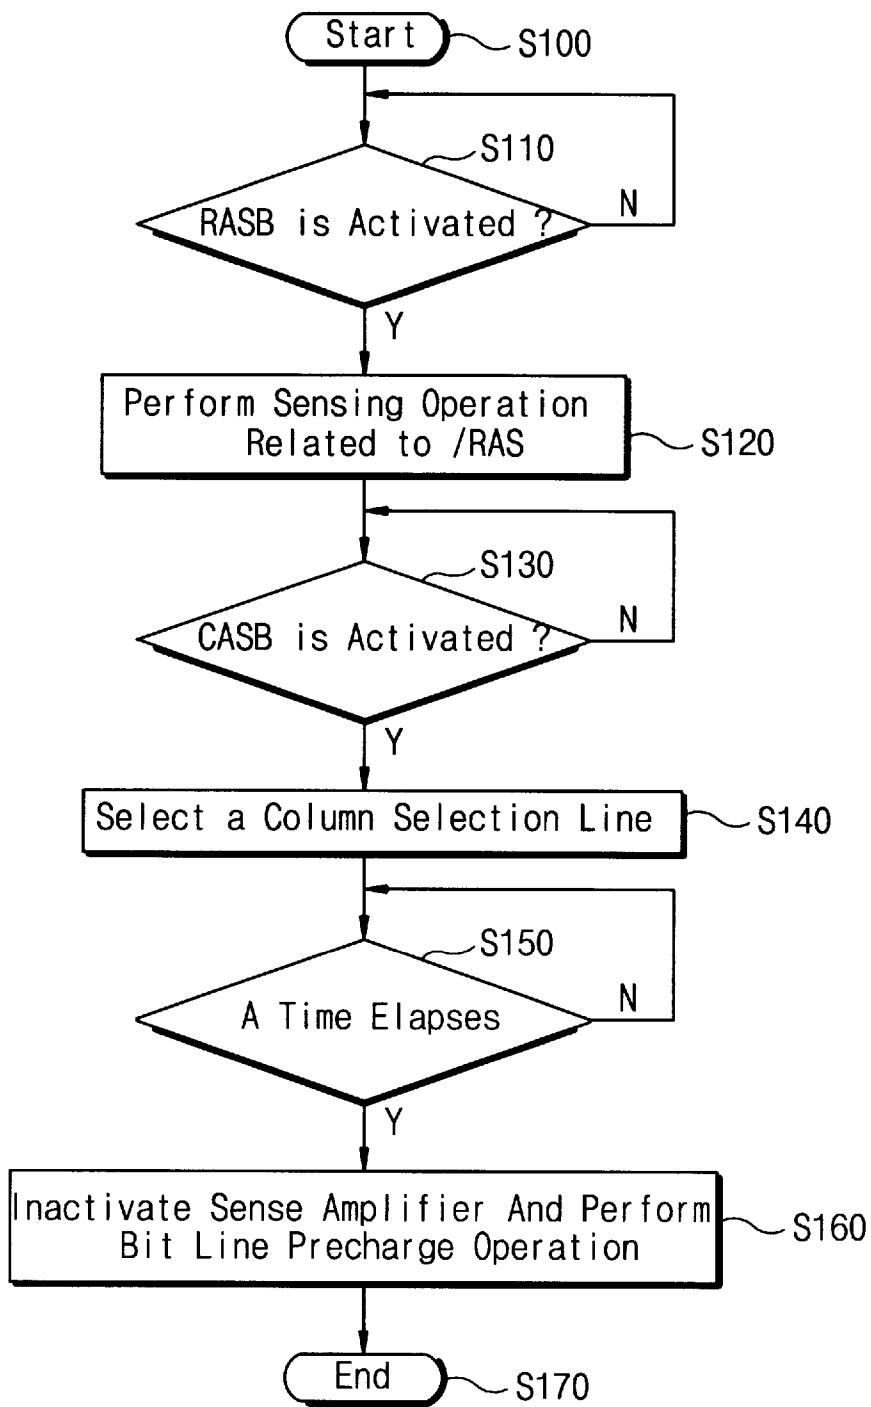 Start
S100
S110
RASB is Activated ?
N
Y
Perform Sensing Operation
Related to /RAS
S120
S130
CASB is Activated ?
N
Y
Select a Column Selection Line
S140
S150
A Time Elapses
N
Y
Inactivate Sense Amplifier And Perform
Bit Line Precharge Operation
S160
End
S170